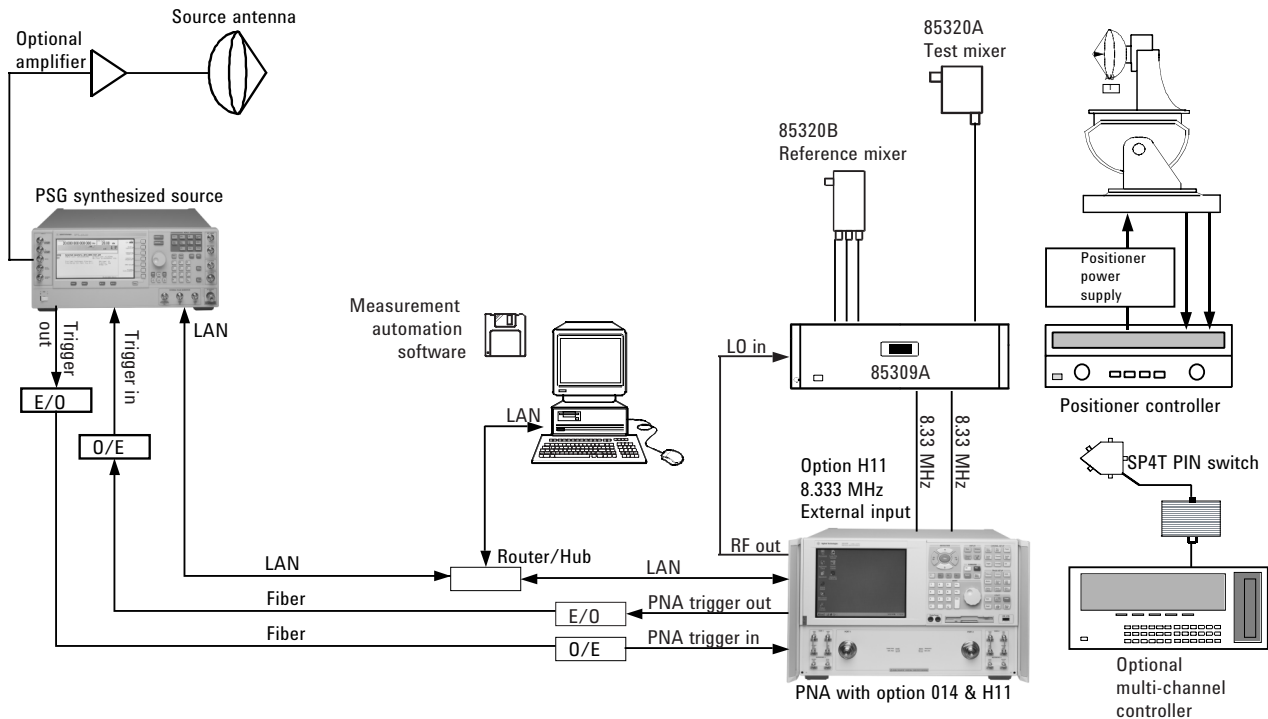 Source antenna
Optional
amplifier
85320A
Test mixer
85320B
Reference mixer
PSG synthesized source
Positioner
power
supply
Trigger
out
Trigger in
LAN
Measurement
automation
software
LO in
85309A
E/O
O/E
LAN
8.33 MHz
8.33 MHz
Positioner controller
Option H11
8.333 MHz
External input
SP4T PIN switch
RF out
Router/Hub
LAN
LAN
Fiber
E/O
PNA trigger out
Fiber
O/E
PNA trigger in
PNA with option 014 & H11
Optional
multi-channel
controller